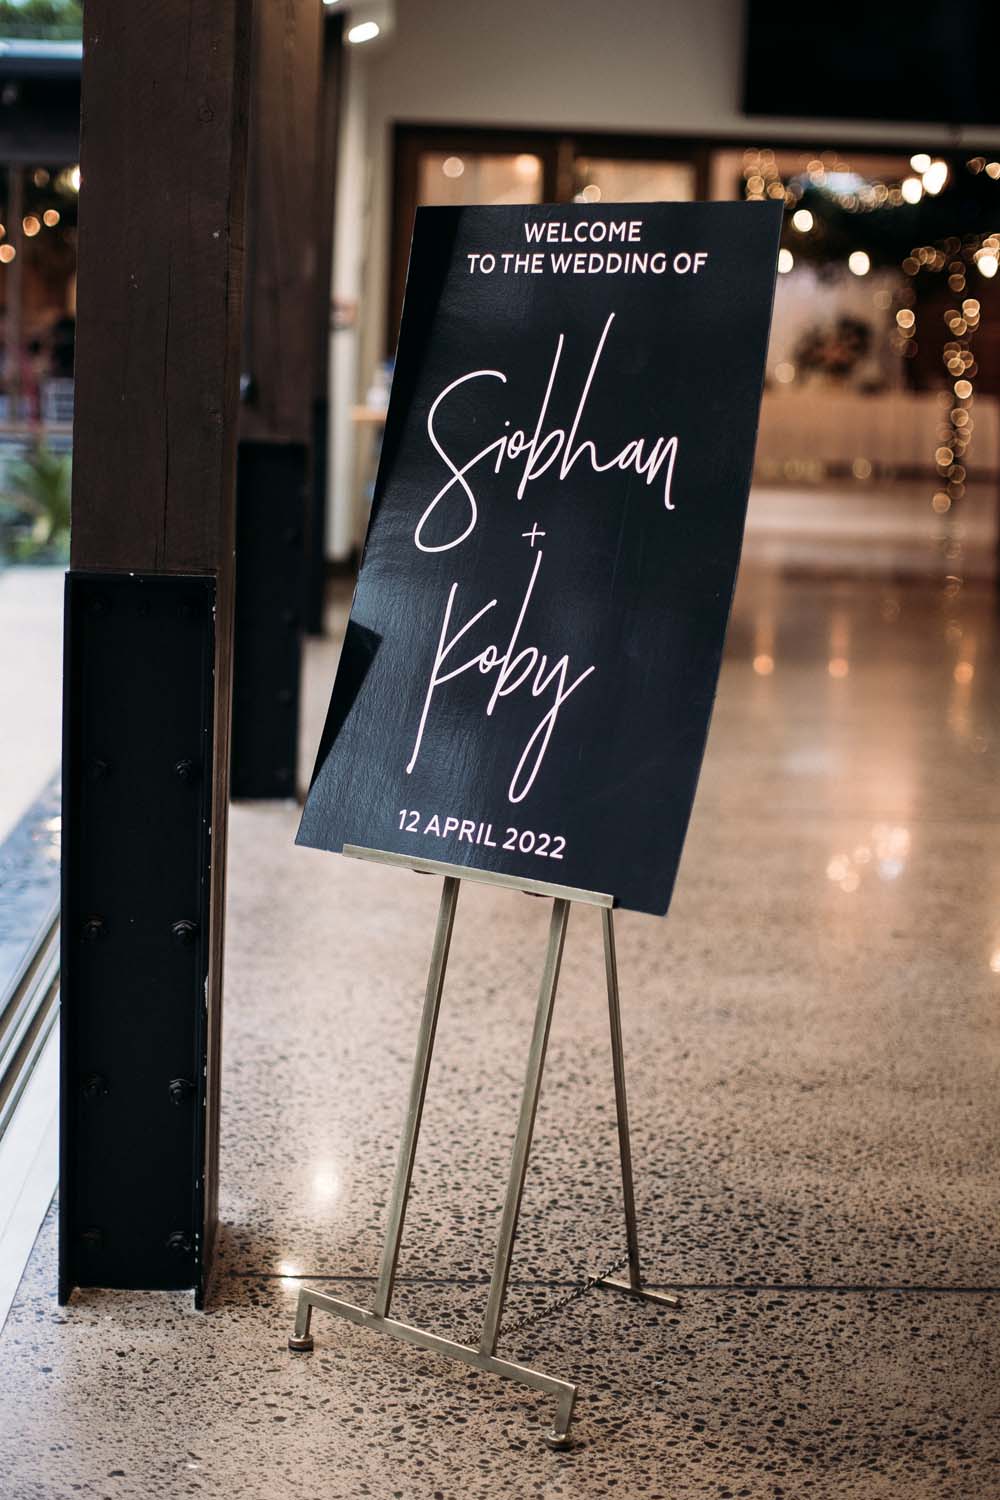 WELCOME
TO THE WEDDING OF
Siobhan
+
Koby
12 APRIL 2022